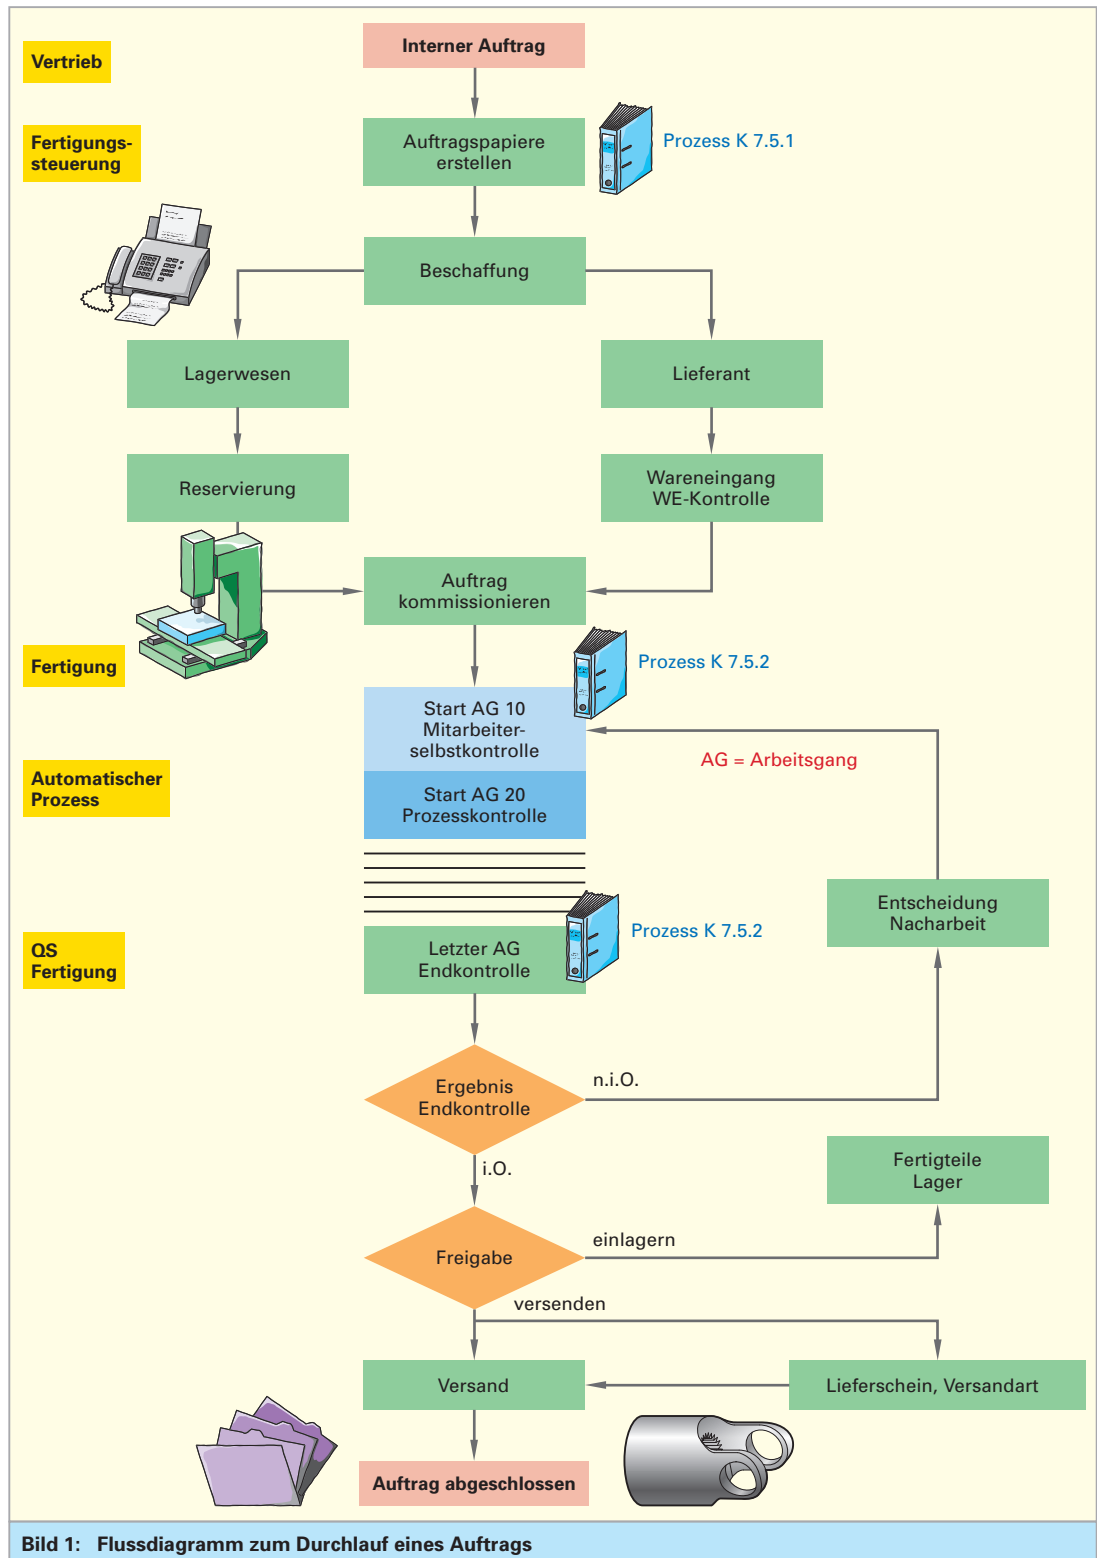 Vertrieb
Interner Auftrag
Fertigungs-
steuerung
Auftragspapiere
erstellen
Prozess K 7.5.1
Beschaffung
Lagerwesen
Lieferant
Reservierung
Wareneingang
WE-Kontrolle
Auftrag
kommissionieren
Fertigung
Prozess K 7.5.2
Start AG 10
Mitarbeiter-
selbstkontrolle
AG = Arbeitsgang
Automatischer
Prozess
Start AG 20
Prozesskontrolle
Entscheidung
Nacharbeit
QS
Fertigung
Letzter AG
Endkontrolle
Prozess K 7.5.2
Ergebnis
Endkontrolle
n.i.O.
i.O.
Fertigteile
Lager
Freigabe
einlagern
versenden
Versand
Lieferschein, Versandart
Auftrag abgeschlossen
Bild 1: Flussdiagramm zum Durchlauf eines Auftrags